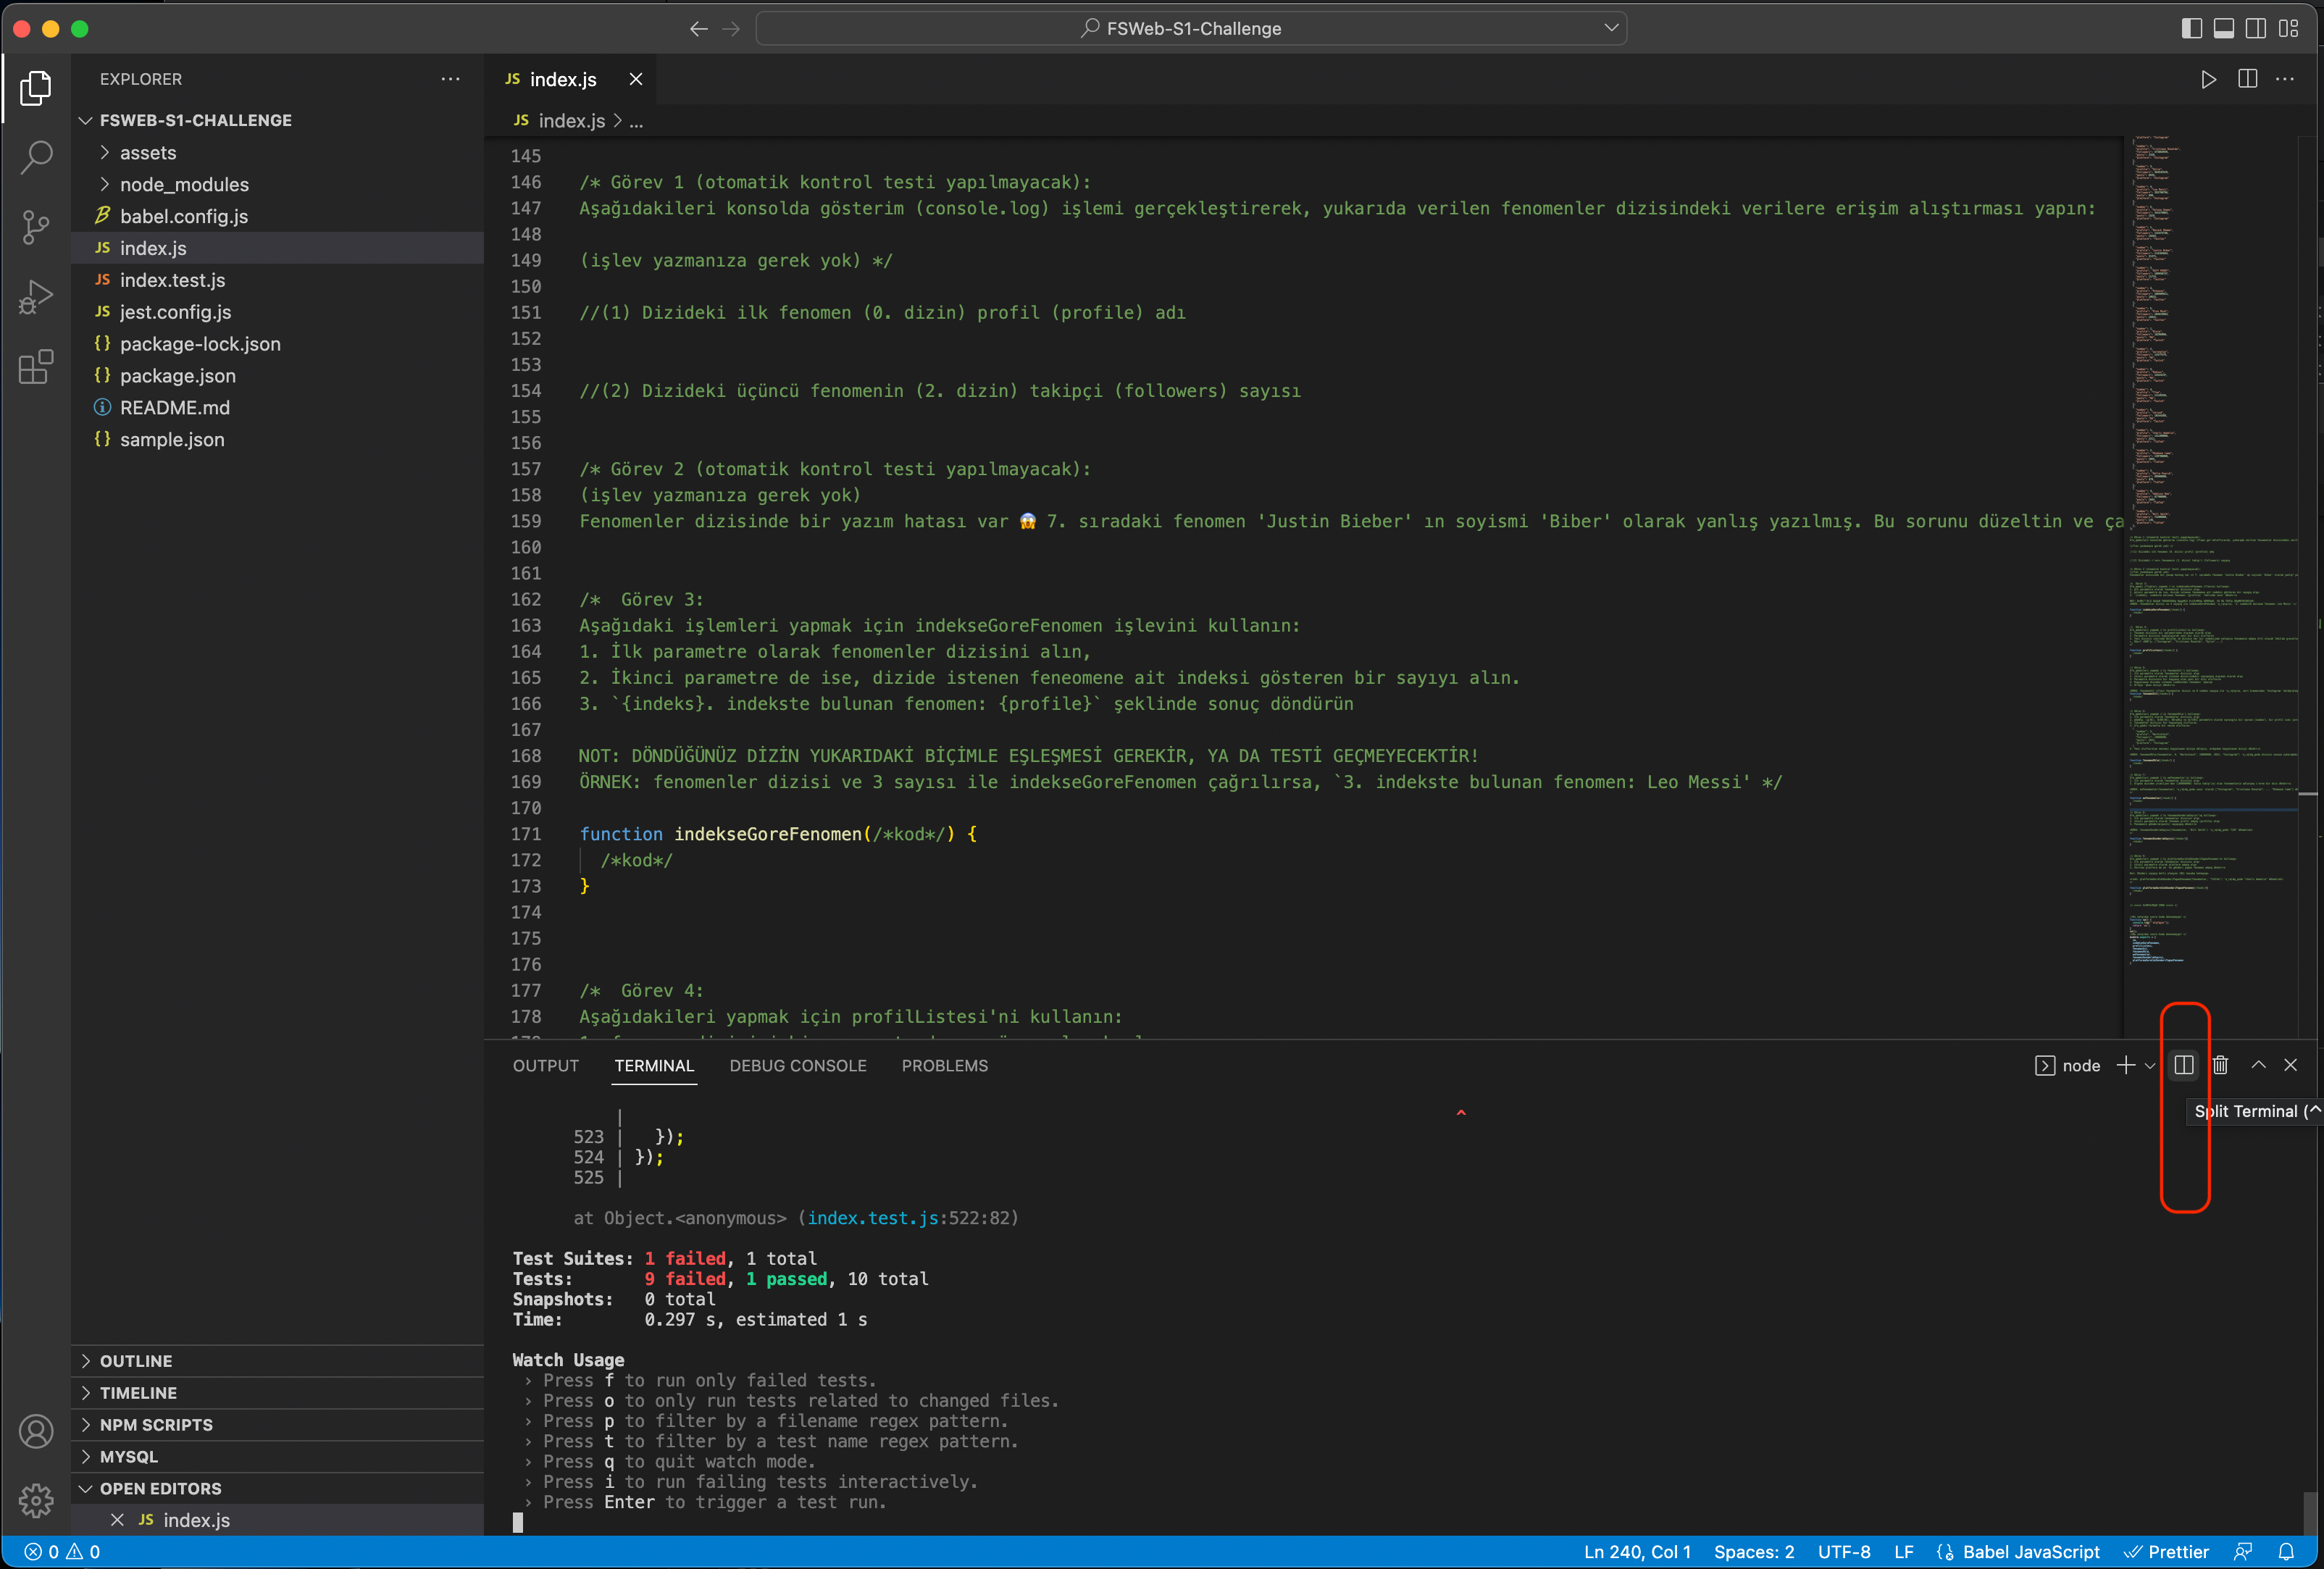 FSWeb-S1-Challenge
EXPLORER
FSWEB-S1-CHALLENGE
assets
node_modules
babel.config.js
JS index.js
JS index.test.js
JS jest.config.js
{} package-lock.json
{} package.json
README.md
{} sample.json
OUTLINE
TIMELINE
NPM SCRIPTS
MYSQL
OPEN EDITORS
JS index.js
JS index.js
JS index.js > ...
145
146 /* Görev 1 (otomatik kontrol testi yapılmayacak):
147 Aşağıdakileri konsolda gösterim (console.log) işlemi gerçekleştirerek, yukarıda verilen fenomenler dizisindeki verilere erişim alıştırması yapın:
148
149 (işlev yazmanıza gerek yok) */
150
151 //(1) Dizideki ilk fenomen (0. dizin) profil (profile) adı
152
153
154 //(2) Dizideki üçüncü fenomenin (2. dizin) takipçi (followers) sayısı
155
156
157 /* Görev 2 (otomatik kontrol testi yapılmayacak):
158 (işlev yazmanıza gerek yok)
159 Fenomenler dizisinde bir yazım hatası var 😱 7. sıradaki fenomen 'Justin Bieber' ın soyismi 'Biber' olarak yanlış yazılmış. Bu sorunu düzeltin ve ça
160
161
162 /*  Görev 3:
163 Aşağıdaki işlemleri yapmak için indekseGoreFenomen işlevini kullanın:
164 1. İlk parametre olarak fenomenler dizisini alın,
165 2. İkinci parametre de ise, dizide istenen feneomene ait indeksi gösteren bir sayıyı alın.
166 3. `{indeks}. indekste bulunan fenomen: {profile}` şeklinde sonuç döndürün
167
168 NOT: DÖNDÜĞÜNÜZ DİZİN YUKARIDAKİ BİÇİMLE EŞLEŞMESİ GEREKİR, YA DA TESTİ GEÇMEYECEKTİR!
169 ÖRNEK: fenomenler dizisi ve 3 sayısı ile indekseGoreFenomen çağrılırsa, `3. indekste bulunan fenomen: Leo Messi' */
170
171 function indekseGoreFenomen(/*kod*/) {
172 /*kod*/
173 }
174
175
176
177 /*  Görev 4:
178 Aşağıdakileri yapmak için profilListesi'ni kullanın:
OUTPUT TERMINAL DEBUG CONSOLE PROBLEMS
node
Split Terminal (^
| ^
523 |   });
524 | });
525 |
at Object.<anonymous> (index.test.js:522:82)
Test Suites: 1 failed, 1 total
Tests: 9 failed, 1 passed, 10 total
Snapshots: 0 total
Time: 0.297 s, estimated 1 s
Watch Usage
› Press f to run only failed tests.
› Press o to only run tests related to changed files.
› Press p to filter by a filename regex pattern.
› Press t to filter by a test name regex pattern.
› Press q to quit watch mode.
› Press i to run failing tests interactively.
› Press Enter to trigger a test run.
0 0 Ln 240, Col 1 Spaces: 2 UTF-8 LF Babel JavaScript Prettier